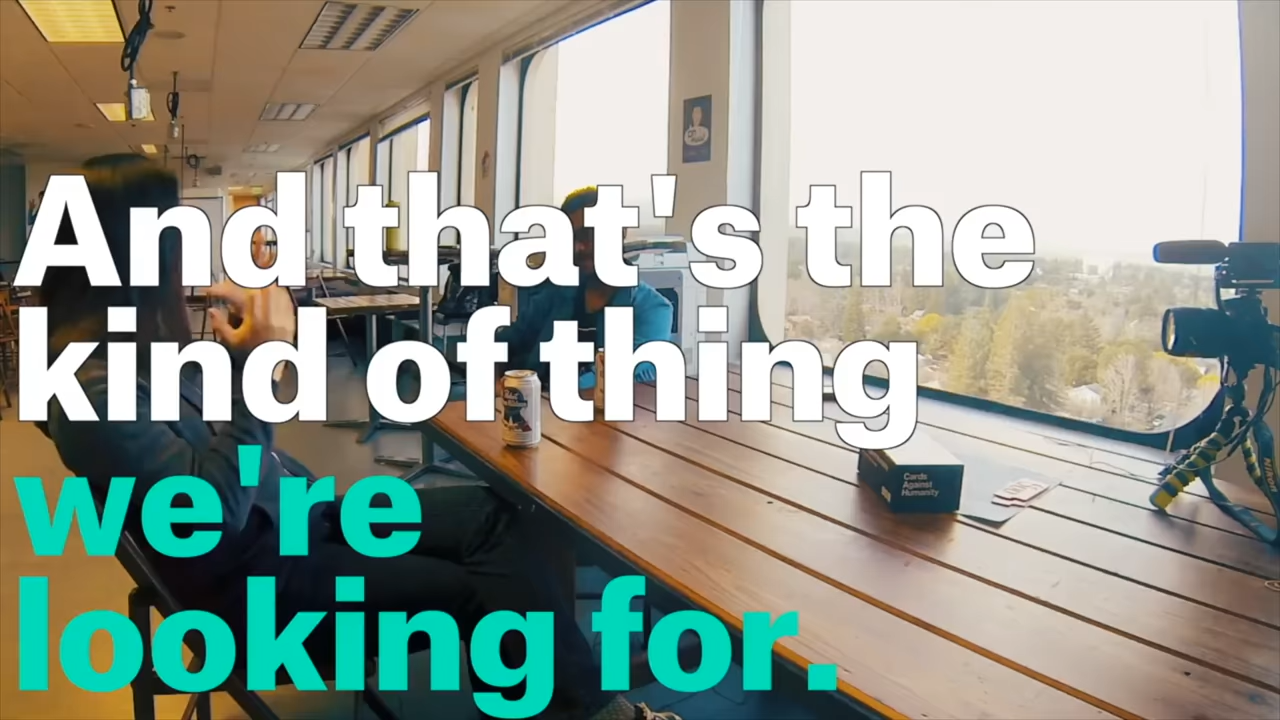 And that's the
kind of thing
we're
looking for.
Cards
Against
Humanity